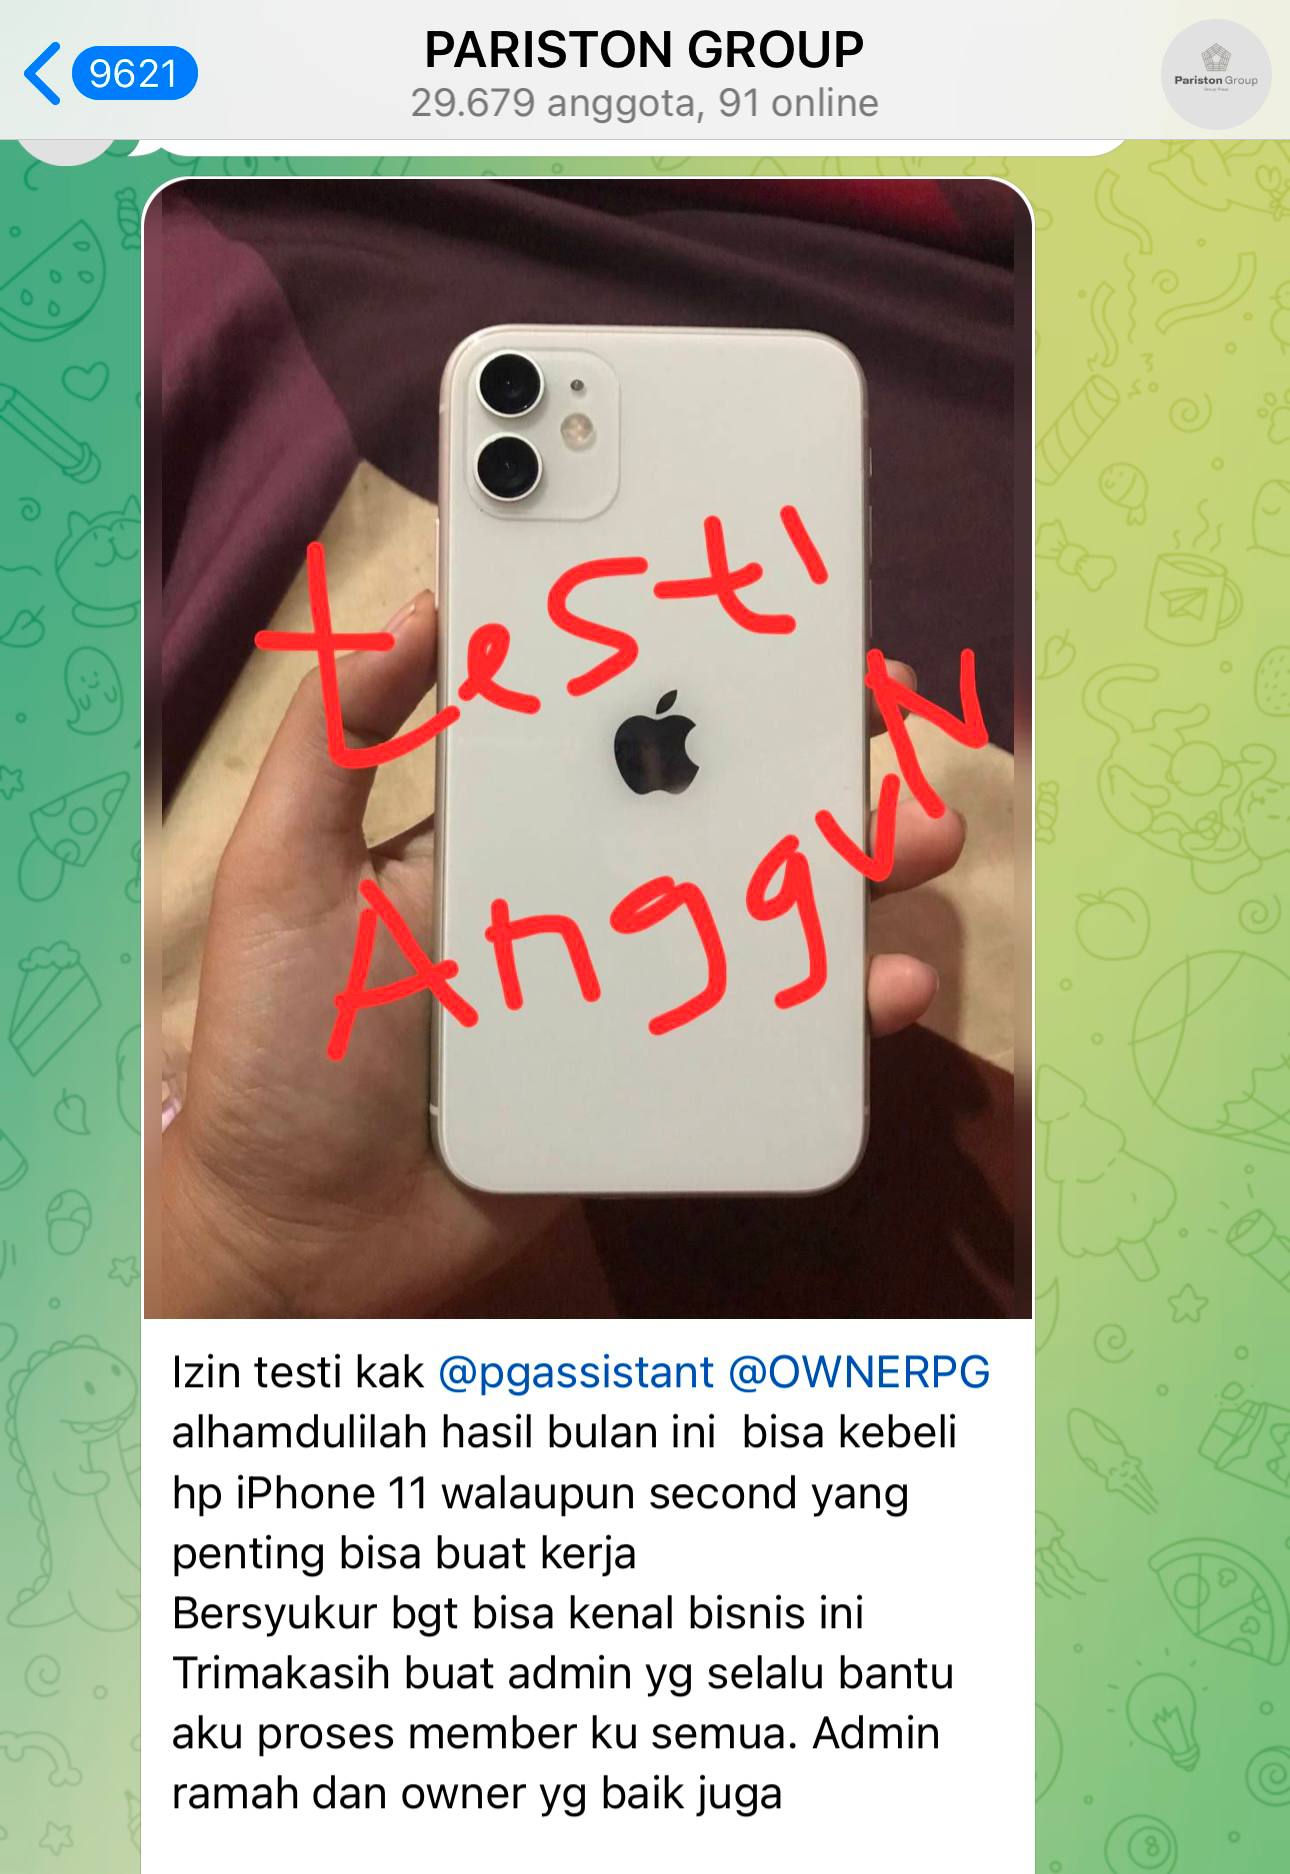 9621
PARISTON GROUP
29.679 anggota, 91 online
Pariston Group
testi
AnggUN
Izin testi kak @pgassistant @OWNERPG
alhamdulilah hasil bulan ini  bisa kebeli
hp iPhone 11 walaupun second yang
penting bisa buat kerja
Bersyukur bgt bisa kenal bisnis ini
Trimakasih buat admin yg selalu bantu
aku proses member ku semua. Admin
ramah dan owner yg baik juga